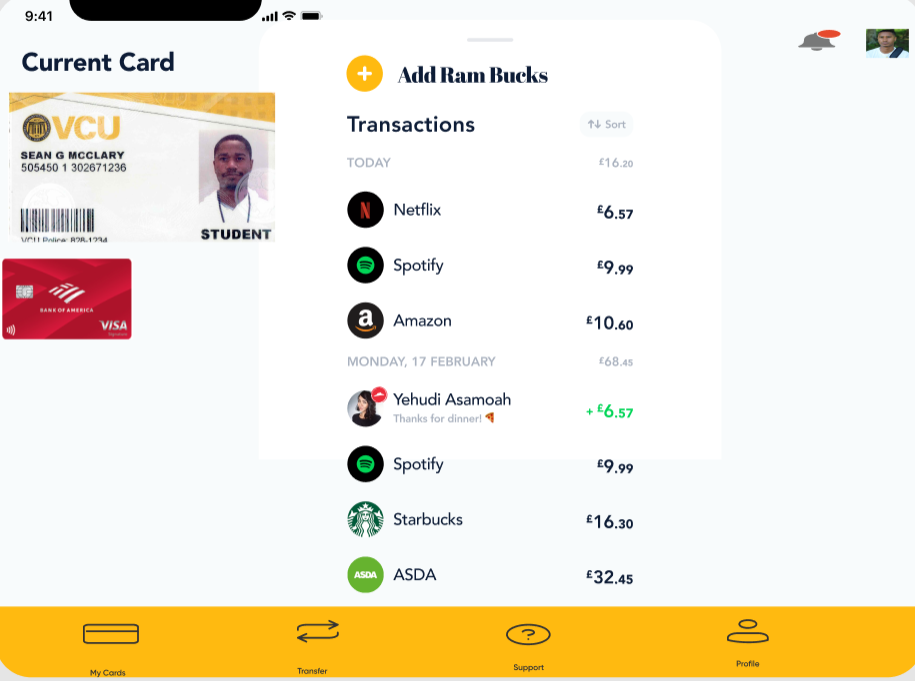 9:41
Current Card
VCU
SEAN G MCCLARY
505450 1 302671236
STUDENT
VCU Police: 828-1234
BANK OF AMERICA
VISA
Signature
+ Add Ram Bucks
Transactions
Sort
TODAY £16.20
N Netflix £6.57
Spotify £9.99
a Amazon £10.60
MONDAY, 17 FEBRUARY £68.45
Yehudi Asamoah
Thanks for dinner! 🍕 + £6.57
Spotify £9.99
Starbucks £16.30
ASDA ASDA £32.45
My Cards
Transfer
? Support
Profile